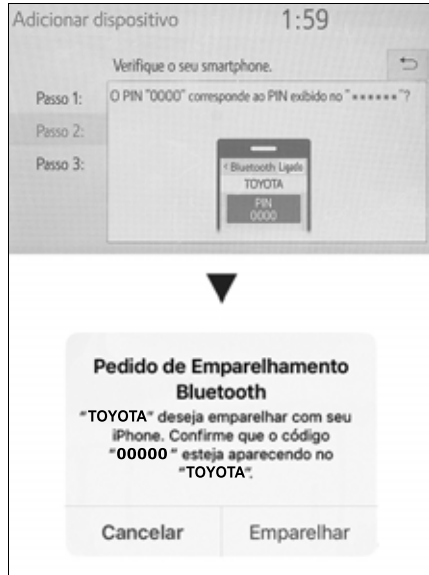 Adicionar dispositivo 1:59
Verifique o seu smartphone.
Passo 1:
O PIN "0000" corresponde ao PIN exibido no "******"?
Passo 2:
Passo 3:
< Bluetooth Ligado
TOYOTA
PIN
0000
Pedido de Emparelhamento
Bluetooth
"TOYOTA" deseja emparelhar com seu
iPhone. Confirme que o código
"00000" esteja aparecendo no
"TOYOTA".
Cancelar Emparelhar